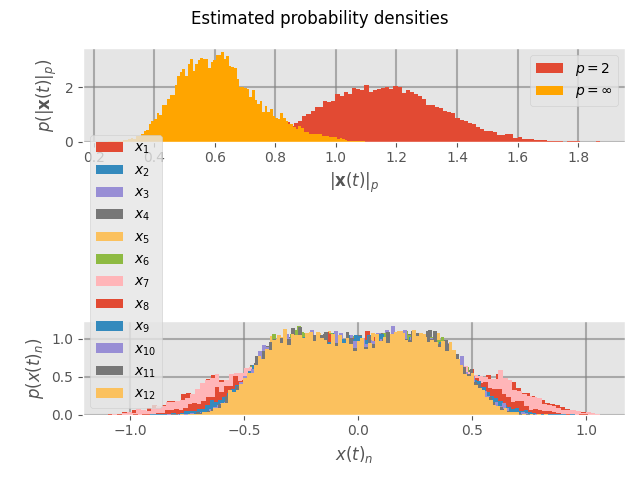 Estimated probability densities
p(|x(t)|ₚ)
2
0
p = 2
p = ∞
0.2 0.4 0.6 0.8 1.0 1.2 1.4 1.6 1.8
|x(t)|ₚ
x₁
x₂
x₃
x₄
x₅
x₆
x₇
x₈
x₉
x₁₀
x₁₁
x₁₂
p(x(t)ₙ)
1.0
0.5
0.0
−1.0 −0.5 0.0 0.5 1.0
x(t)ₙ